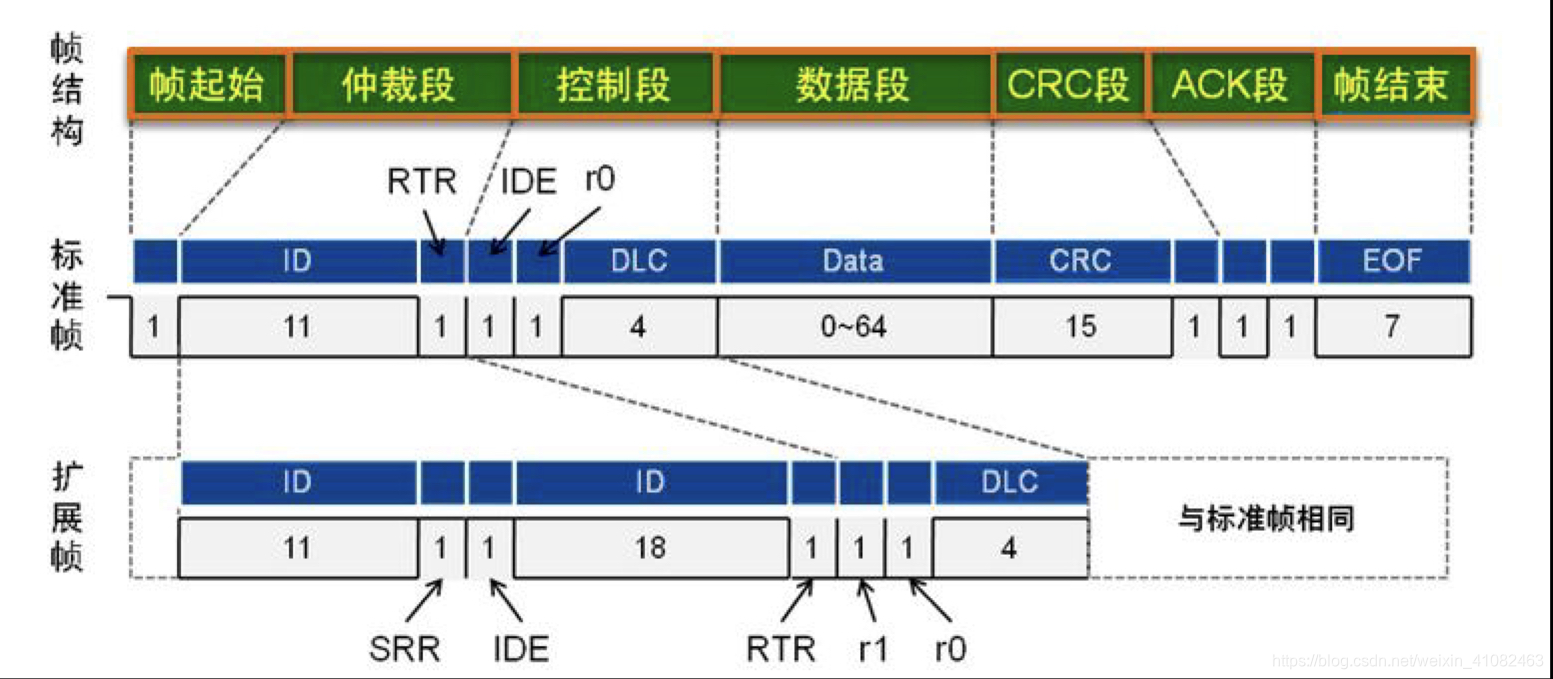 帧结构
帧起始 仲裁段 控制段 数据段 CRC段 ACK段 帧结束
RTR IDE r0
标准帧
ID DLC Data CRC EOF
1 11 1 1 1 4 0~64 15 1 1 1 7
扩展帧
ID ID DLC
11 1 1 18 1 1 1 4
与标准帧相同
SRR IDE RTR r1 r0
https://blog.csdn.net/weixin_41082463